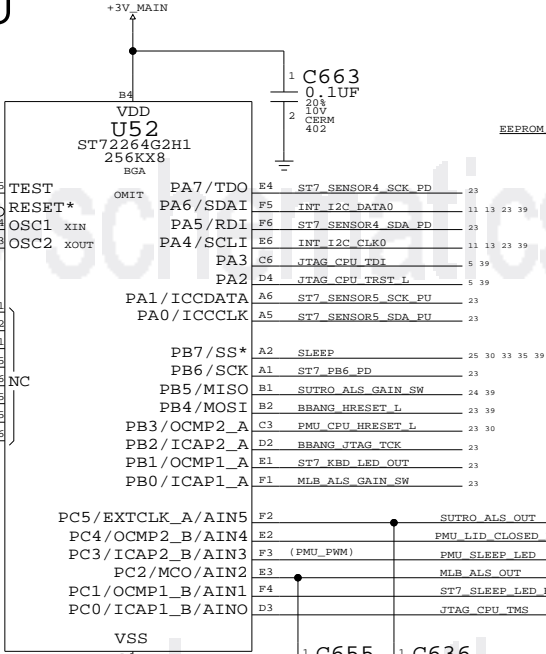 +3V_MAIN
B4
VDD
U52
ST72264G2H1
256KX8
BGA
OMIT
1 C663
0.1UF
20%
10V
2 CERM
402
EEPROM_
TEST
RESET*
OSC1 XIN
OSC2 XOUT
NC
PA7/TDO E4 ST7_SENSOR4_SCK_PD 23
PA6/SDAI F5 INT_I2C_DATA0 11 13 23 39
PA5/RDI F6 ST7_SENSOR4_SDA_PD 23
PA4/SCLI E6 INT_I2C_CLK0 11 13 23 39
PA3 C6 JTAG_CPU_TDI 5 39
PA2 D4 JTAG_CPU_TRST_L 5 39
PA1/ICCDATA A6 ST7_SENSOR5_SCK_PU 23
PA0/ICCCLK A5 ST7_SENSOR5_SDA_PU 23
PB7/SS* A2 SLEEP 25 30 33 35 39
PB6/SCK A1 ST7_PB6_PD 23
PB5/MISO B1 SUTRO_ALS_GAIN_SW 24 39
PB4/MOSI B2 BBANG_HRESET_L 23 39
PB3/OCMP2_A C3 PMU_CPU_HRESET_L 23 30
PB2/ICAP2_A D2 BBANG_JTAG_TCK 23
PB1/OCMP1_A E1 ST7_KBD_LED_OUT 23
PB0/ICAP1_A F1 MLB_ALS_GAIN_SW 23
PC5/EXTCLK_A/AIN5 F2 SUTRO_ALS_OUT
PC4/OCMP2_B/AIN4 E2 PMU_LID_CLOSED_
PC3/ICAP2_B/AIN3 F3 (PMU_PWM) PMU_SLEEP_LED
PC2/MCO/AIN2 E3 MLB_ALS_OUT
PC1/OCMP1_B/AIN1 F4 ST7_SLEEP_LED_
PC0/ICAP1_B/AIN0 D3 JTAG_CPU_TMS
VSS
1 C655 1 C636
schematics